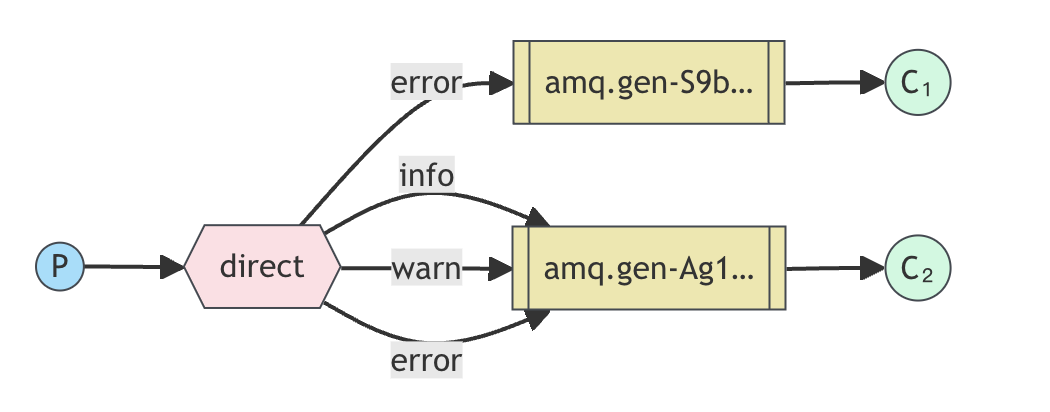 error
amq.gen-S9b...
C₁
info
P
direct
warn
amq.gen-Ag1...
C₂
error